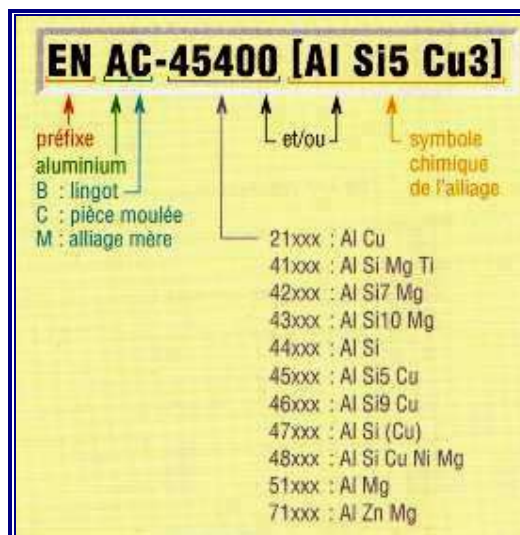 EN AC-45400 [Al Si5 Cu3]
préfixe
aluminium
B : lingot
C : pièce moulée
M : alliage mère
et/ou
symbole
chimique
de l'alliage
21xxx : Al Cu
41xxx : Al Si Mg Ti
42xxx : Al Si7 Mg
43xxx : Al Si10 Mg
44xxx : Al Si
45xxx : Al Si5 Cu
46xxx : Al Si9 Cu
47xxx : Al Si (Cu)
48xxx : Al Si Cu Ni Mg
51xxx : Al Mg
71xxx : Al Zn Mg